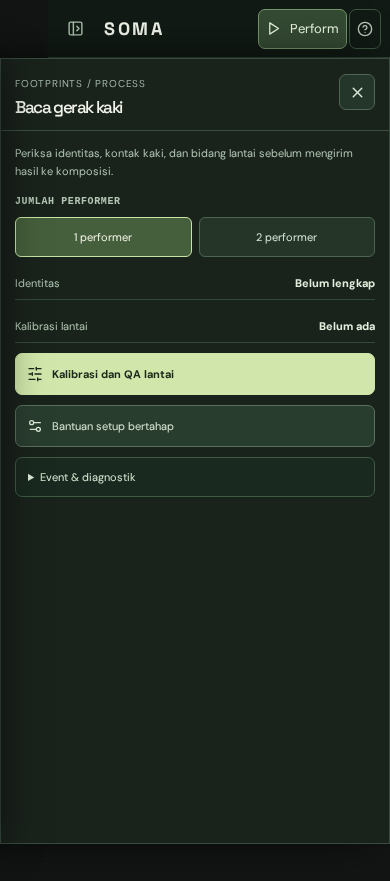 SOMA
Perform
FOOTPRINTS / PROCESS
Baca gerak kaki
Periksa identitas, kontak kaki, dan bidang lantai sebelum mengirim
hasil ke komposisi.
JUMLAH PERFORMER
1 performer
2 performer
Identitas
Belum lengkap
Kalibrasi lantai
Belum ada
Kalibrasi dan QA lantai
Bantuan setup bertahap
Event & diagnostik